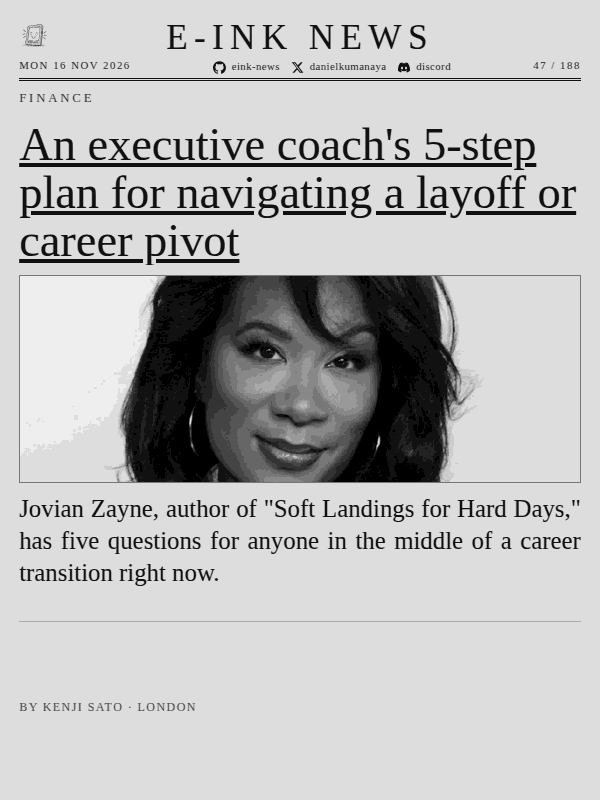 E-INK NEWS
MON 16 NOV 2026
eink-news danielkumanaya discord
47 / 188
FINANCE
An executive coach's 5-step
plan for navigating a layoff or
career pivot
Jovian Zayne, author of "Soft Landings for Hard Days,"
has five questions for anyone in the middle of a career
transition right now.
BY KENJI SATO · LONDON